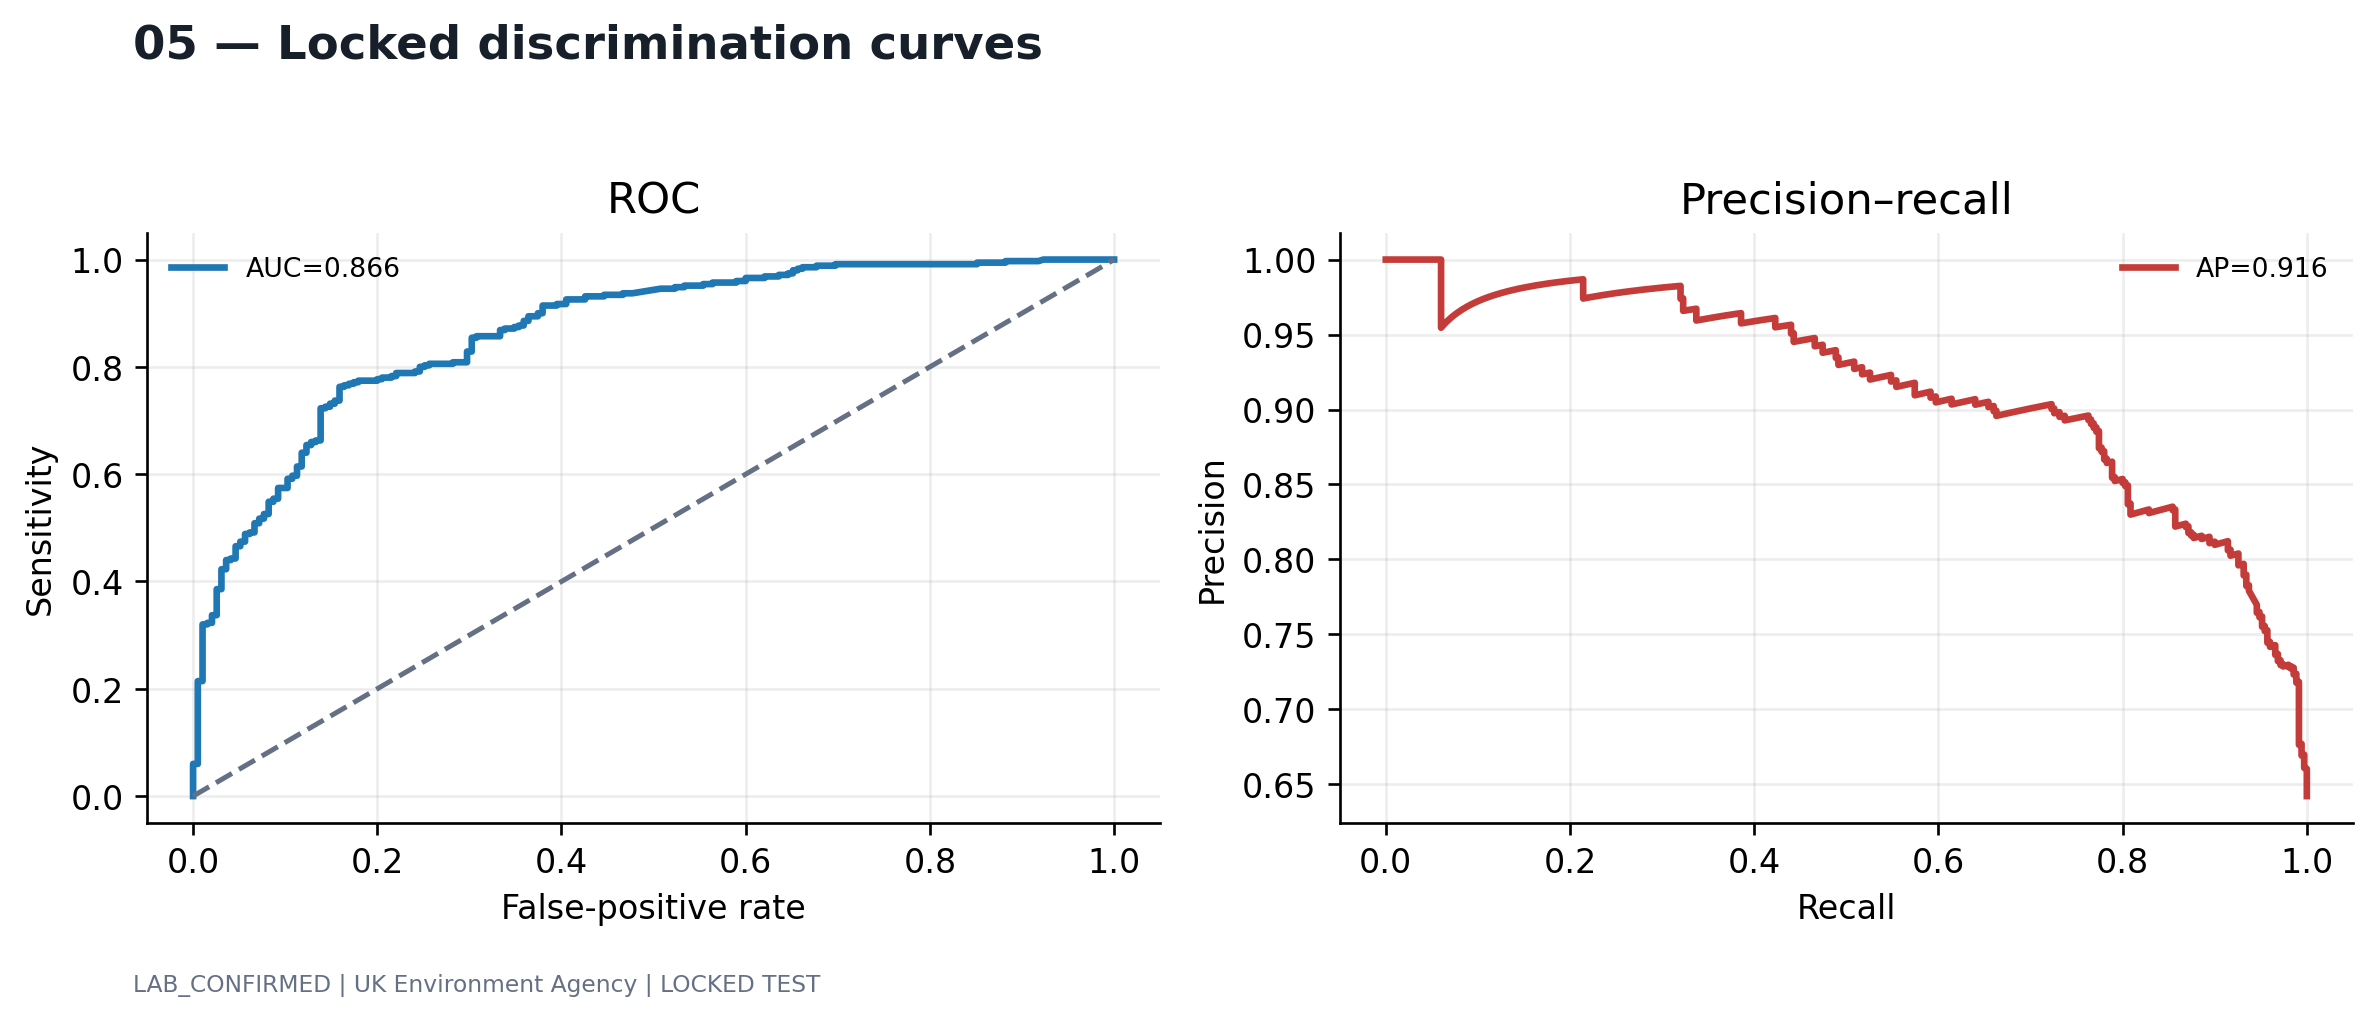 05 — Locked discrimination curves
ROC
AUC=0.866
1.0
0.8
0.6
0.4
0.2
0.0
Sensitivity
0.0 0.2 0.4 0.6 0.8 1.0
False-positive rate
Precision–recall
AP=0.916
1.00
0.95
0.90
0.85
0.80
0.75
0.70
0.65
Precision
0.0 0.2 0.4 0.6 0.8 1.0
Recall
LAB_CONFIRMED | UK Environment Agency | LOCKED TEST